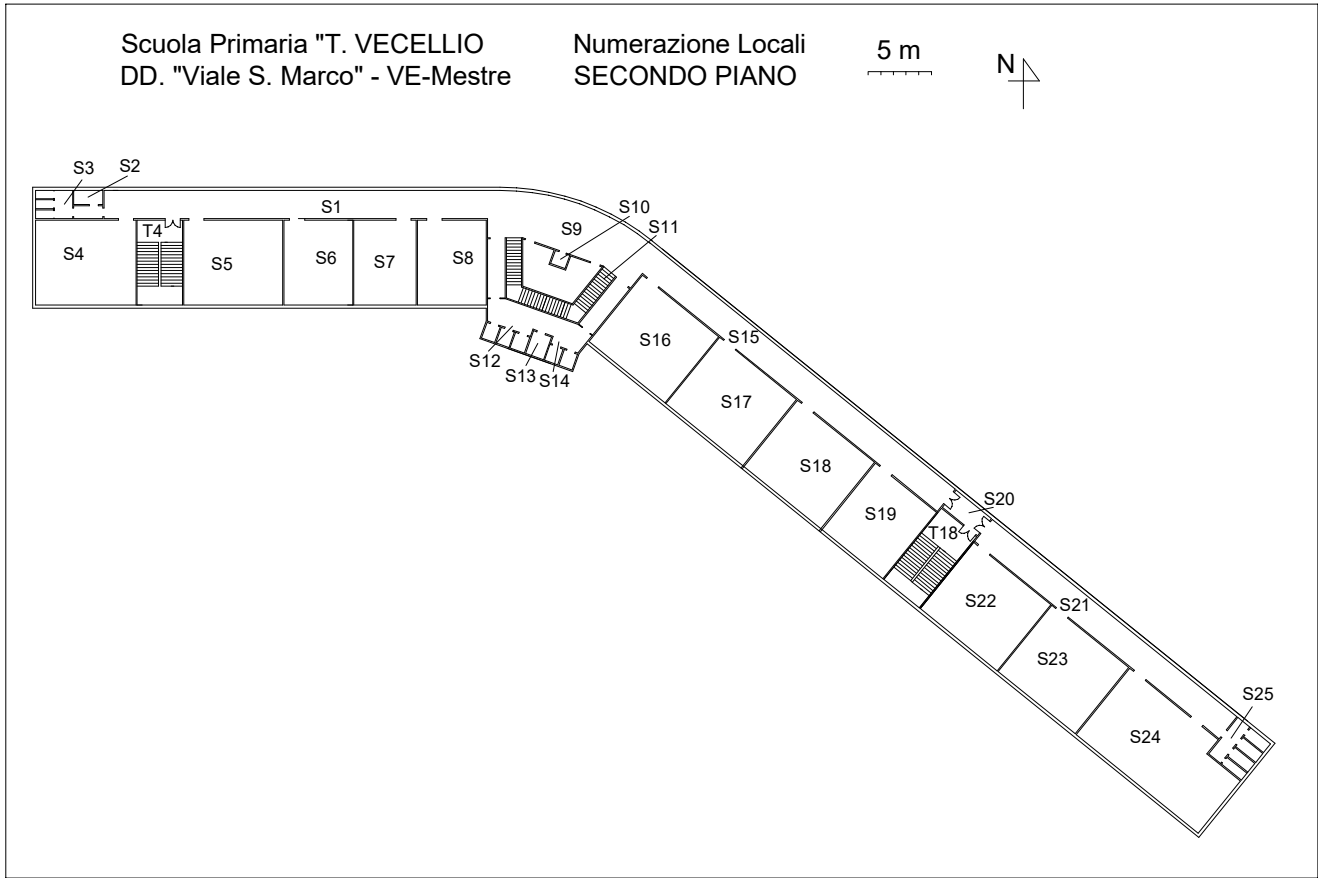 Scuola Primaria "T. VECELLIO
DD. "Viale S. Marco" - VE-Mestre
Numerazione Locali
SECONDO PIANO
5 m
N
S3
S2
S1
S10
S9
S11
T4
S4
S5
S6
S7
S8
S12
S13
S14
S15
S16
S17
S18
S19
S20
T18
S22
S21
S23
S24
S25